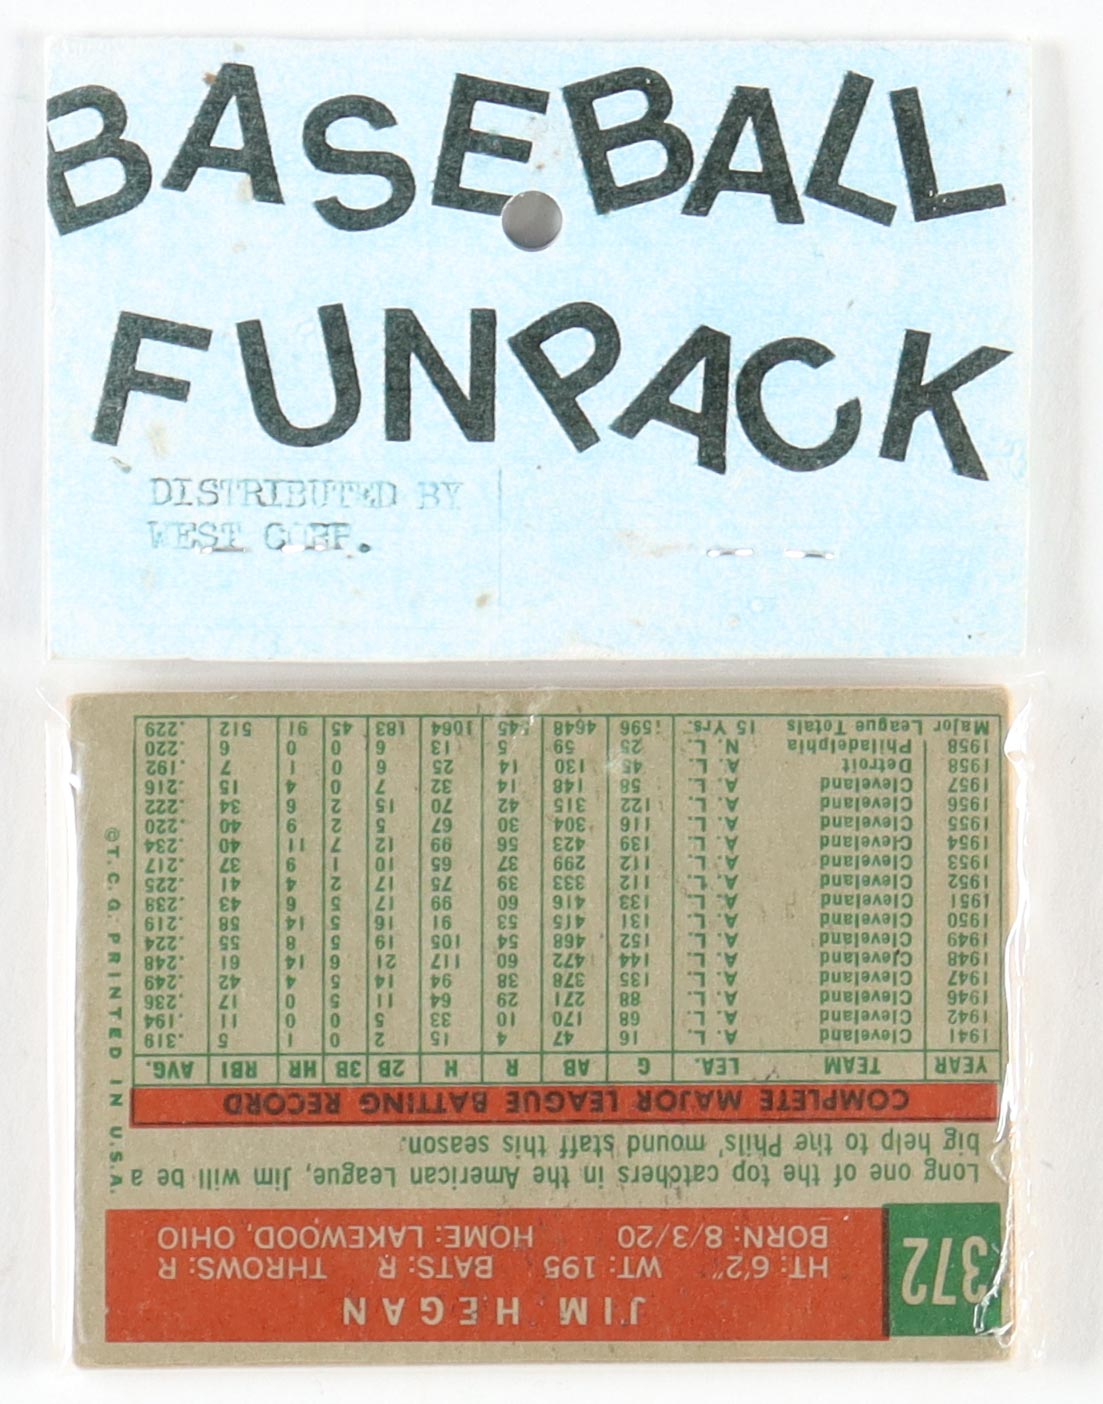 BASEBALL
FUNPACK
DISTRIBUTED BY
WEST CORP.
372
JIM HEGAN
HT: 6'2" WT: 195 BATS: R THROWS: R
BORN: 8/3/20 HOME: LAKEWOOD, OHIO
Long one of the top catchers in the American League, Jim will be a
big help to the Phils' mound staff this season.
COMPLETE MAJOR LEAGUE BATTING RECORD
YEAR TEAM LEA. G AB R H 2B 3B HR RBI AVG.
1941 Cleveland A. L. 16 47 4 15 2 0 1 5 .319
1942 Cleveland A. L. 68 170 10 33 5 0 0 11 .194
1946 Cleveland A. L. 88 271 29 64 11 5 0 17 .236
1947 Cleveland A. L. 135 378 38 94 14 5 4 42 .249
1948 Cleveland A. L. 144 472 60 117 21 6 14 61 .248
1949 Cleveland A. L. 152 468 54 105 19 5 8 55 .224
1950 Cleveland A. L. 131 415 53 91 16 5 14 58 .219
1951 Cleveland A. L. 133 416 60 99 17 5 6 43 .238
1952 Cleveland A. L. 112 333 39 75 17 2 4 41 .225
1953 Cleveland A. L. 112 299 37 65 10 1 9 37 .217
1954 Cleveland A. L. 139 423 56 99 12 7 11 40 .234
1955 Cleveland A. L. 116 304 30 67 5 2 9 40 .220
1956 Cleveland A. L. 122 315 42 70 15 2 6 34 .222
1957 Cleveland A. L. 58 148 14 32 7 0 4 15 .216
1958 Detroit A. L. 45 130 14 25 6 0 1 7 .192
1958 Philadelphia N. L. 25 59 5 13 6 0 0 6 .220
Major League Totals 15 Yrs. 1596 4648 545 1064 183 45 91 512 .229
©T.C.G. PRINTED IN U.S.A.